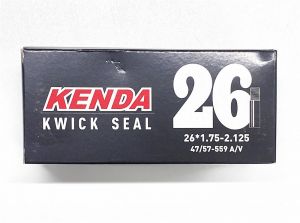 KENDA
KWICK SEAL
26
26*1.75-2.125
47/57-559 A/V